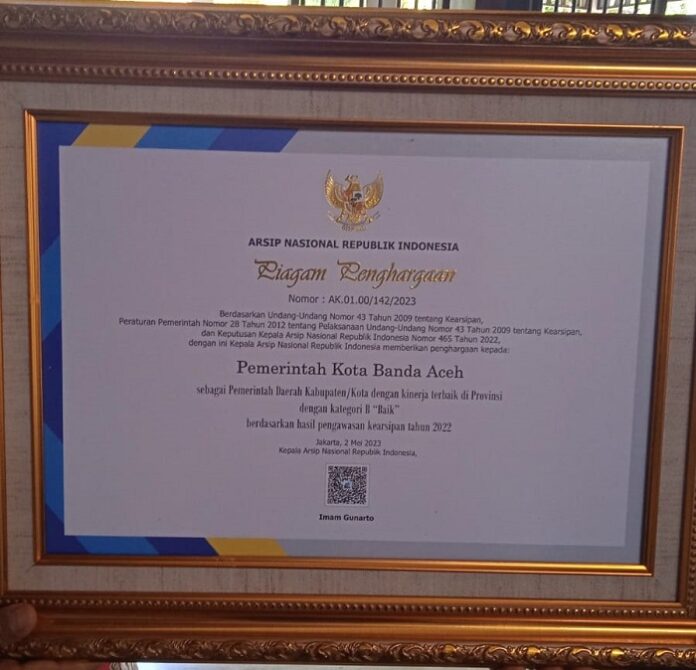 ARSIP NASIONAL REPUBLIK INDONESIA
Piagam Penghargaan
Nomor : AK.01.00/142/2023
Berdasarkan Undang-Undang Nomor 43 Tahun 2009 tentang Kearsipan,
Peraturan Pemerintah Nomor 28 Tahun 2012 tentang Pelaksanaan Undang-Undang Nomor 43 Tahun 2009 tentang Kearsipan,
dan Keputusan Kepala Arsip Nasional Republik Indonesia Nomor 465 Tahun 2022,
dengan ini Kepala Arsip Nasional Republik Indonesia memberikan penghargaan kepada:
Pemerintah Kota Banda Aceh
sebagai Pemerintah Daerah Kabupaten/Kota dengan kinerja terbaik di Provinsi
dengan kategori B "Baik"
berdasarkan hasil pengawasan kearsipan tahun 2022
Jakarta, 2 Mei 2023
Kepala Arsip Nasional Republik Indonesia,
Imam Gunarto